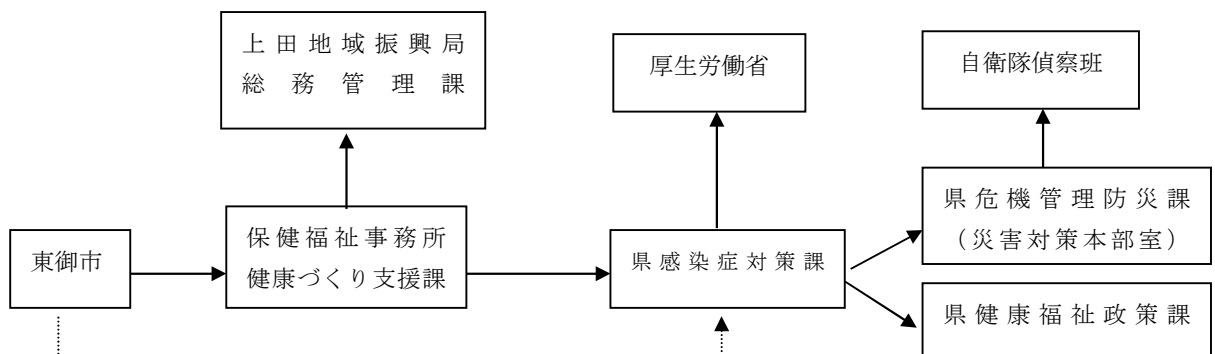 上田地域振興局
総務管理課
厚生労働省
自衛隊偵察班
東御市
保健福祉事務所
健康づくり支援課
県感染症対策課
県危機管理防災課
（災害対策本部室）
県健康福祉政策課